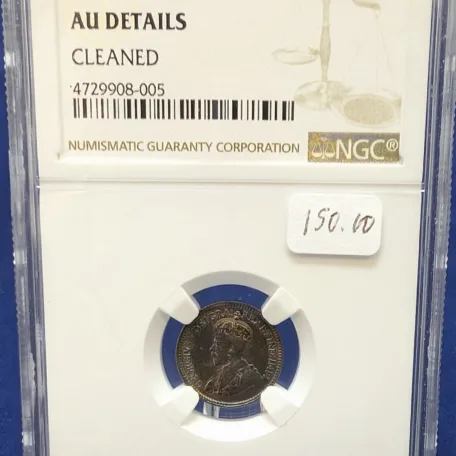 AU DETAILS
CLEANED
4729908-005
NUMISMATIC GUARANTY CORPORATION NGC®
150.00